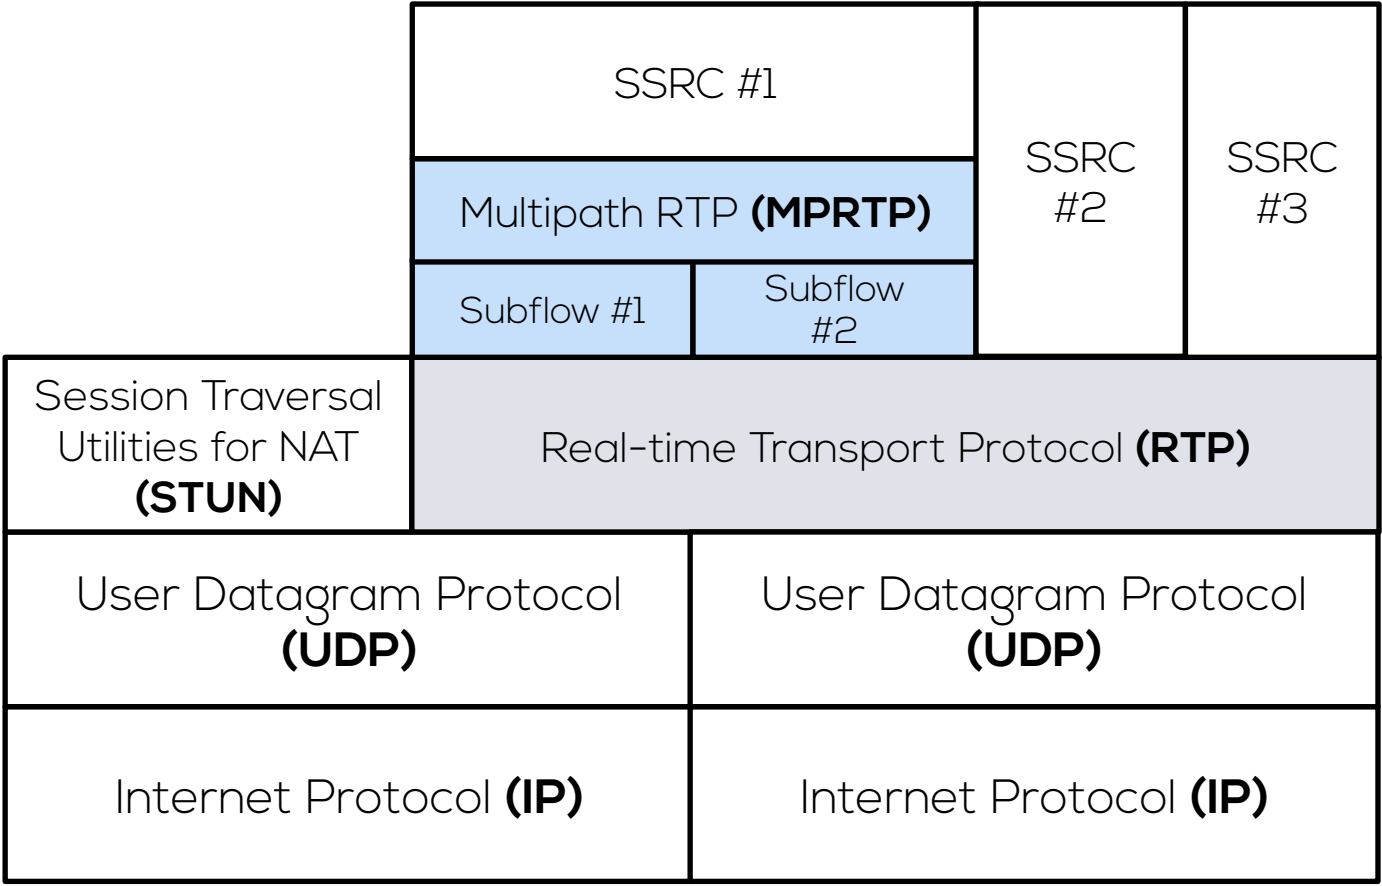 SSRC #1
SSRC
#2
SSRC
#3
Multipath RTP (MPRTP)
Subflow #1
Subflow
#2
Session Traversal
Utilities for NAT
(STUN)
Real-time Transport Protocol (RTP)
User Datagram Protocol
(UDP)
User Datagram Protocol
(UDP)
Internet Protocol (IP)
Internet Protocol (IP)